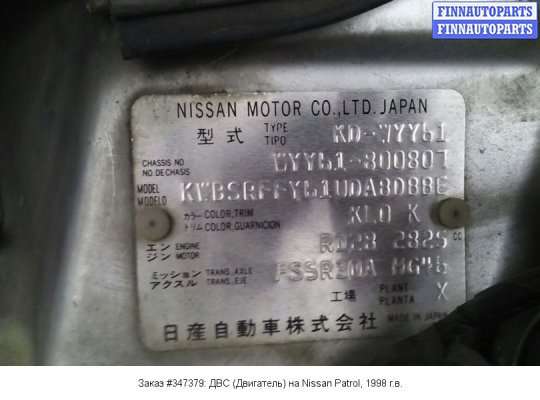 FINNAUTOPARTS
FINNAUTOPARTS
NISSAN MOTOR CO.,LTD. JAPAN
型式 TYPE TIPO KD-WYY61
CHASSIS NO CHASIS NO WYY61-300807
MODEL MODELO
カラー COLOR,TRIM
トリム COLOR,GUARNICION KL0 K
エンジン ENGINE MOTOR RD28 2825 cc
ミッション TRANS. AXLE
アクスル TRANS. EJE FS5R30A HG46
工場 PLANT PLANTA X
日産自動車株式会社 MADE IN JAPAN
Заказ #347379: ДВС (Двигатель) на Nissan Patrol, 1998 г.в.